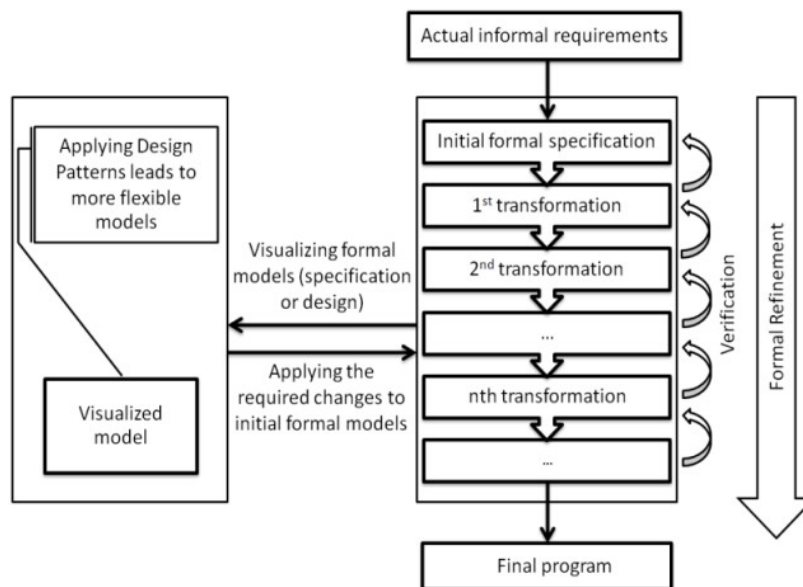 Actual informal requirements
Applying Design
Patterns leads to
more flexible
models
Visualized
model
Visualizing formal
models (specification
or design)
Applying the
required changes to
initial formal models
Initial formal specification
1st transformation
2nd transformation
...
nth transformation
...
Final program
Verification
Formal Refinement